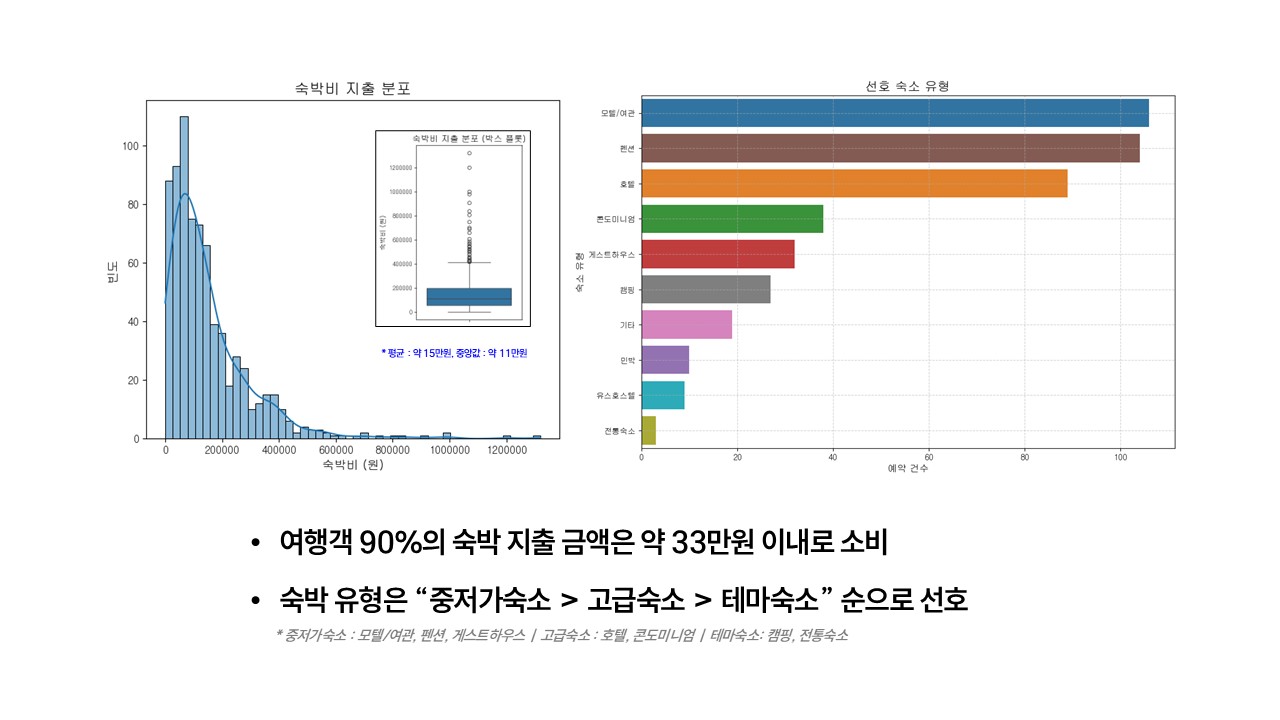 숙박비 지출 분포
빈도
100
80
60
40
20
0
0 200000 400000 600000 800000 1000000 1200000
숙박비 (원)
숙박비 지출 분포 (박스 플롯)
숙박비 (원)
1200000
1000000
800000
600000
400000
200000
0
* 평균 : 약 15만원, 중앙값 : 약 11만원
선호 숙소 유형
숙소 유형
모텔/여관
펜션
호텔
콘도미니엄
게스트하우스
캠핑
기타
민박
유스호스텔
전통숙소
0 20 40 60 80 100
예약 건수
• 여행객 90%의 숙박 지출 금액은 약 33만원 이내로 소비
• 숙박 유형은 “중저가숙소 > 고급숙소 > 테마숙소” 순으로 선호
* 중저가숙소 : 모텔/여관, 펜션, 게스트하우스 | 고급숙소 : 호텔, 콘도미니엄 | 테마숙소: 캠핑, 전통숙소